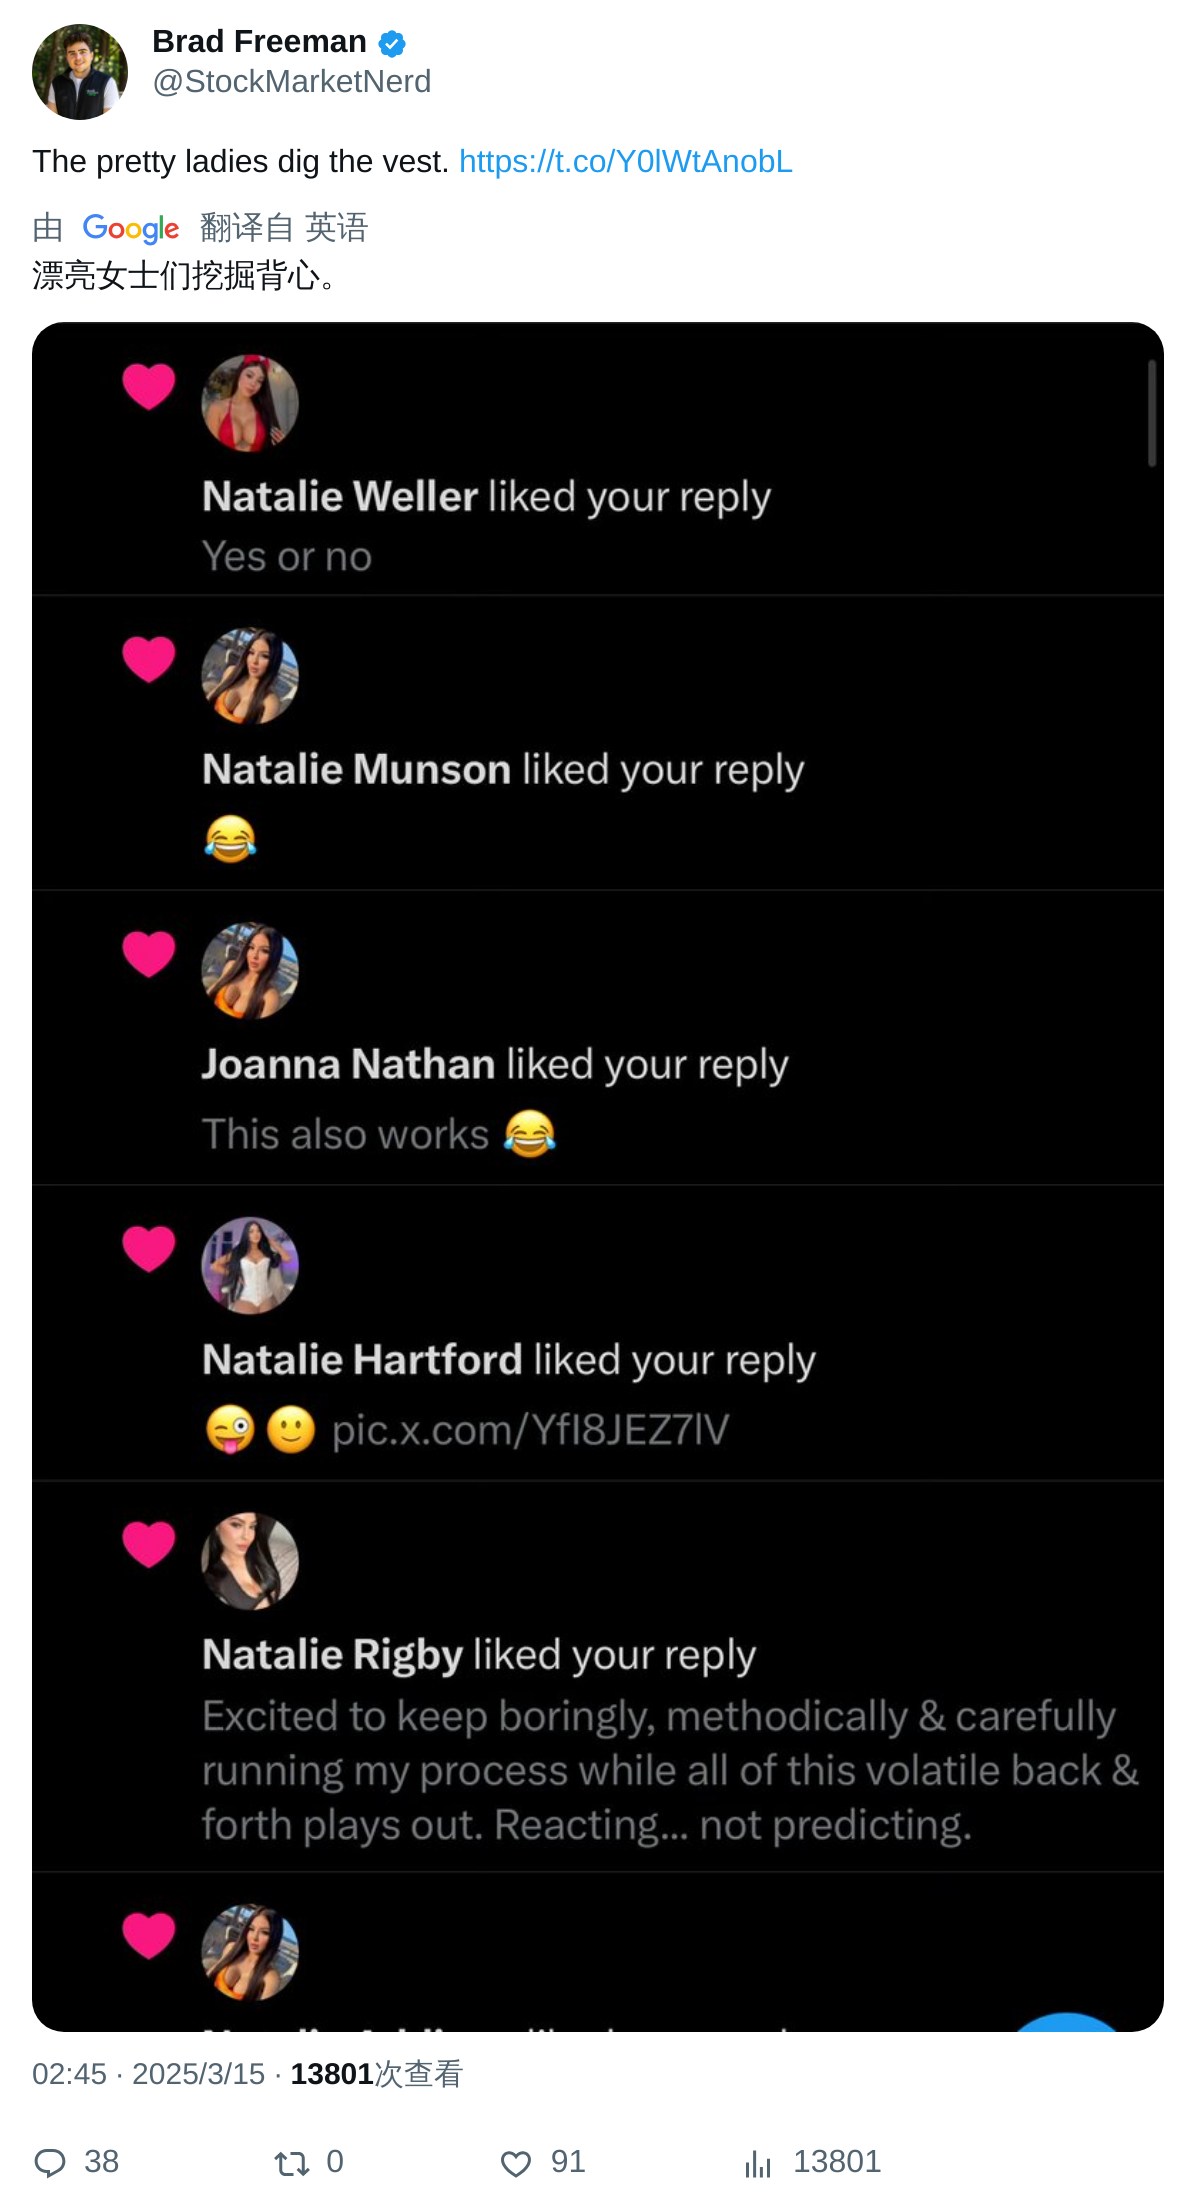 Brad Freeman
@StockMarketNerd
The pretty ladies dig the vest. https://t.co/Y0lWtAnobL
由 Google 翻译自 英语
漂亮女士们挖掘背心。
Natalie Weller liked your reply
Yes or no
Natalie Munson liked your reply
😂
Joanna Nathan liked your reply
This also works 😂
Natalie Hartford liked your reply
😜🙂 pic.x.com/YfI8JEZ7lV
Natalie Rigby liked your reply
Excited to keep boringly, methodically & carefully
running my process while all of this volatile back &
forth plays out. Reacting... not predicting.
02:45 · 2025/3/15 · 13801次查看
38 0 91 13801